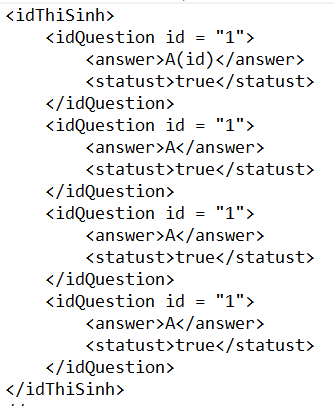 <idThiSinh>
<idQuestion id = "1">
<answer>A(id)</answer>
<statust>true</statust>
</idQuestion>
<idQuestion id = "1">
<answer>A</answer>
<statust>true</statust>
</idQuestion>
<idQuestion id = "1">
<answer>A</answer>
<statust>true</statust>
</idQuestion>
<idQuestion id = "1">
<answer>A</answer>
<statust>true</statust>
</idQuestion>
</idThiSinh>